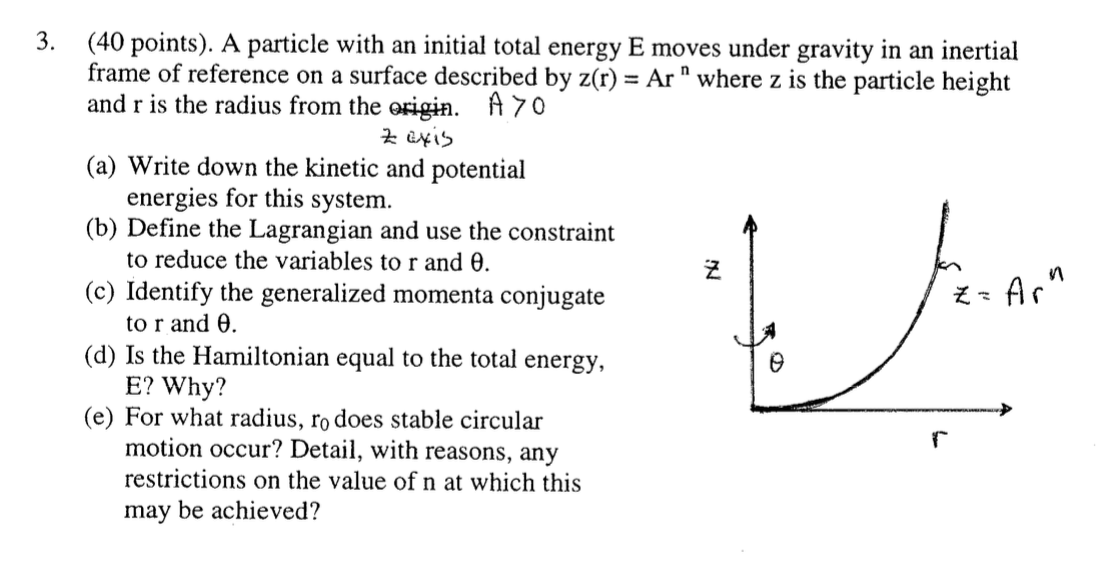 3. (40 points). A particle with an initial total energy E moves under gravity in an inertial
frame of reference on a surface described by z(r) = Ar ⁿ where z is the particle height
and r is the radius from the origin. A > 0
z axis
(a) Write down the kinetic and potential
energies for this system.
(b) Define the Lagrangian and use the constraint
to reduce the variables to r and θ.
(c) Identify the generalized momenta conjugate
to r and θ.
(d) Is the Hamiltonian equal to the total energy,
E? Why?
(e) For what radius, r₀ does stable circular
motion occur? Detail, with reasons, any
restrictions on the value of n at which this
may be achieved?
z
z = Arⁿ
θ
r